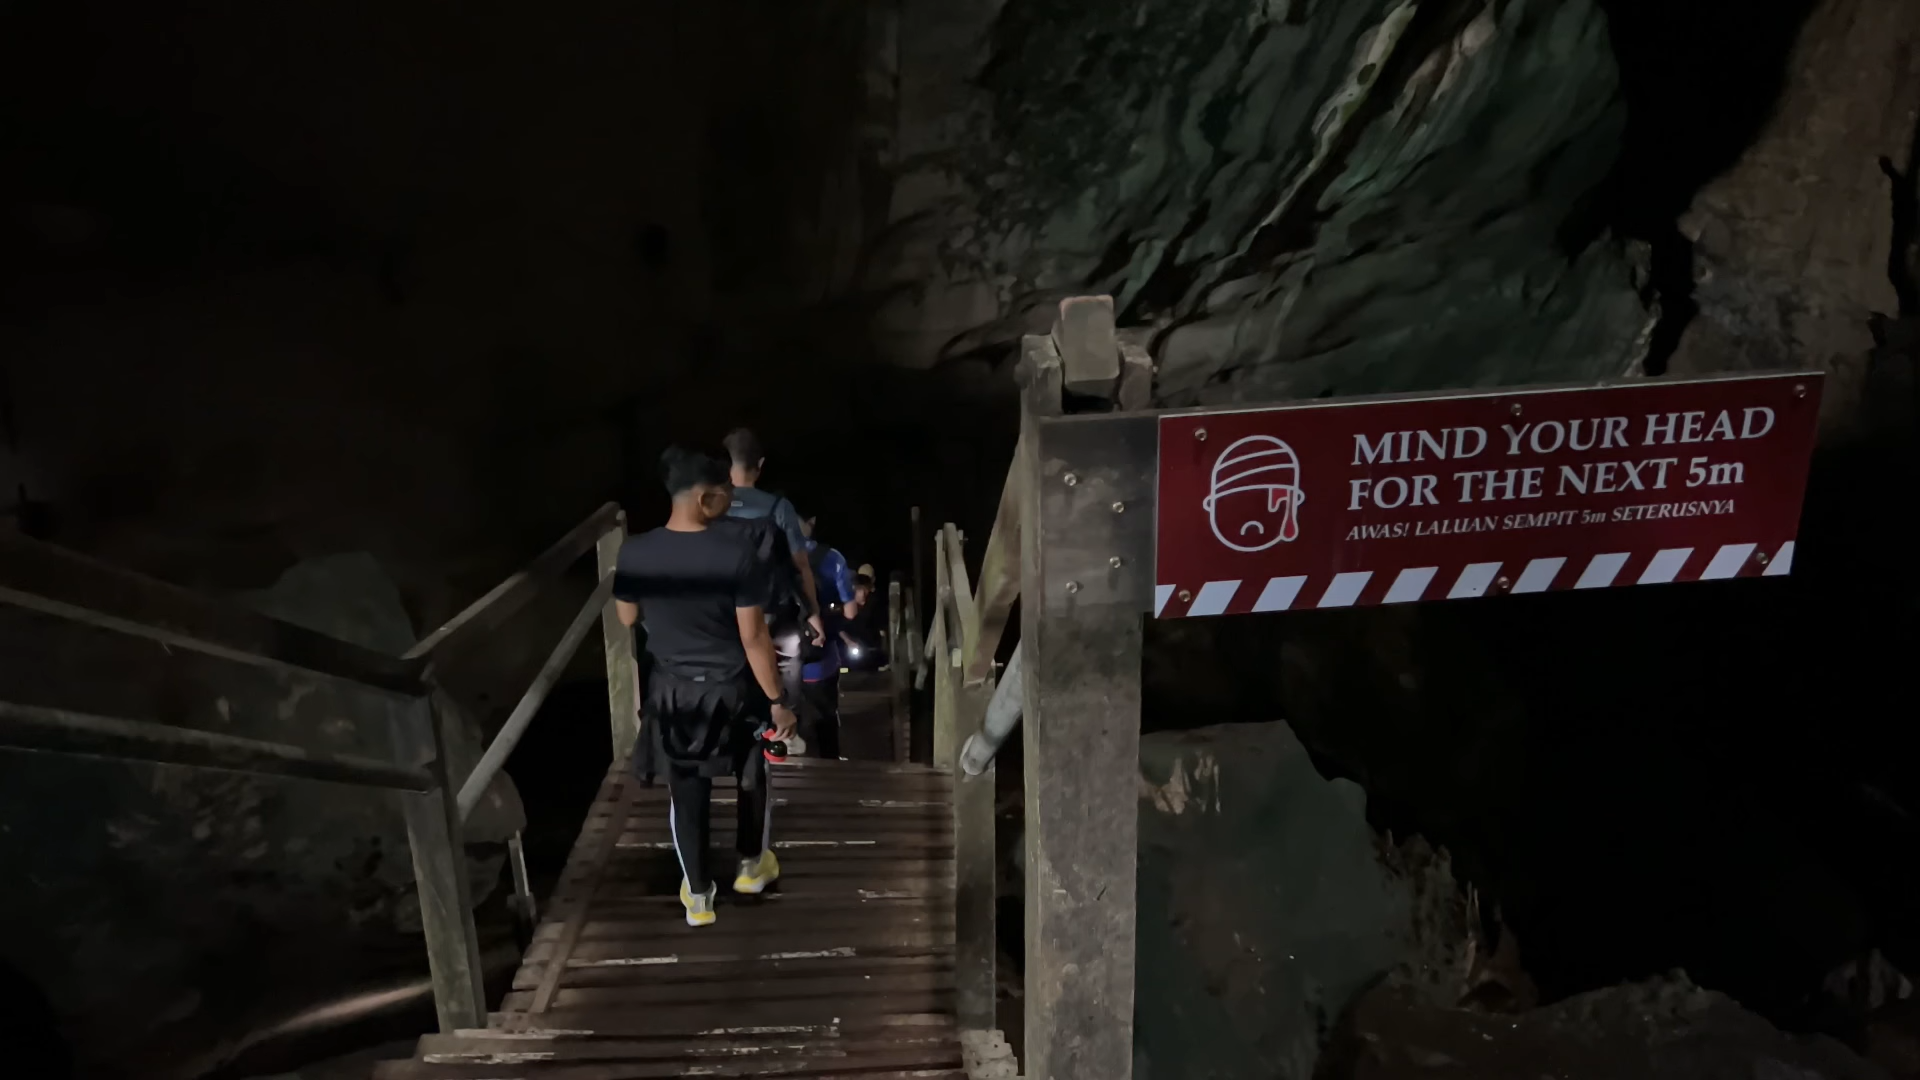 MIND YOUR HEAD
FOR THE NEXT 5m
AWAS! LALUAN SEMPIT 5m SETERUSNYA